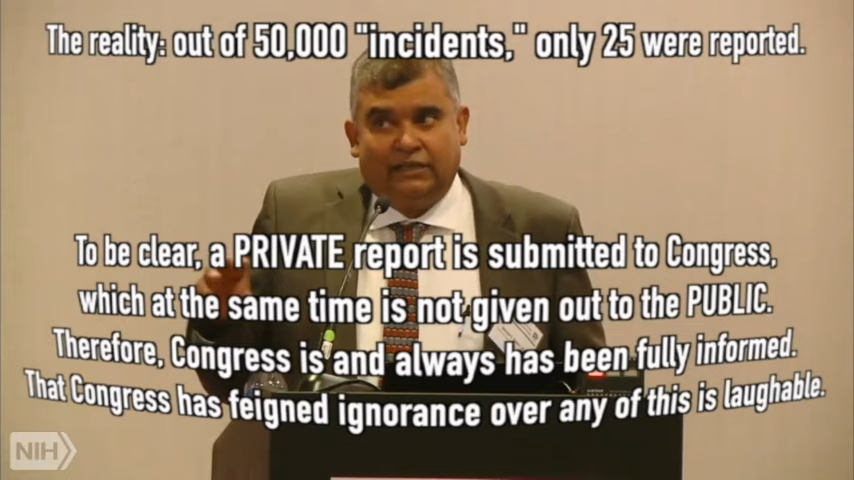 The reality: out of 50,000 "incidents," only 25 were reported.
To be clear, a PRIVATE report is submitted to Congress,
which at the same time is not given out to the PUBLIC.
Therefore, Congress is and always has been fully informed.
That Congress has feigned ignorance over any of this is laughable.
NIH